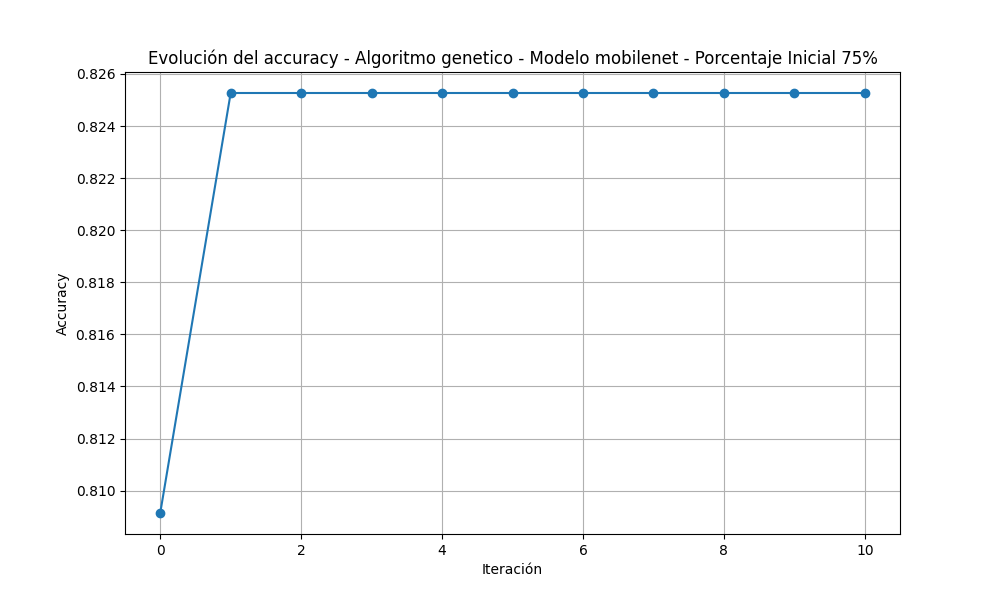 Evolución del accuracy - Algoritmo genetico - Modelo mobilenet - Porcentaje Inicial 75%
0.826
0.824
0.822
0.820
0.818
0.816
0.814
0.812
0.810
Accuracy
0 2 4 6 8 10
Iteración